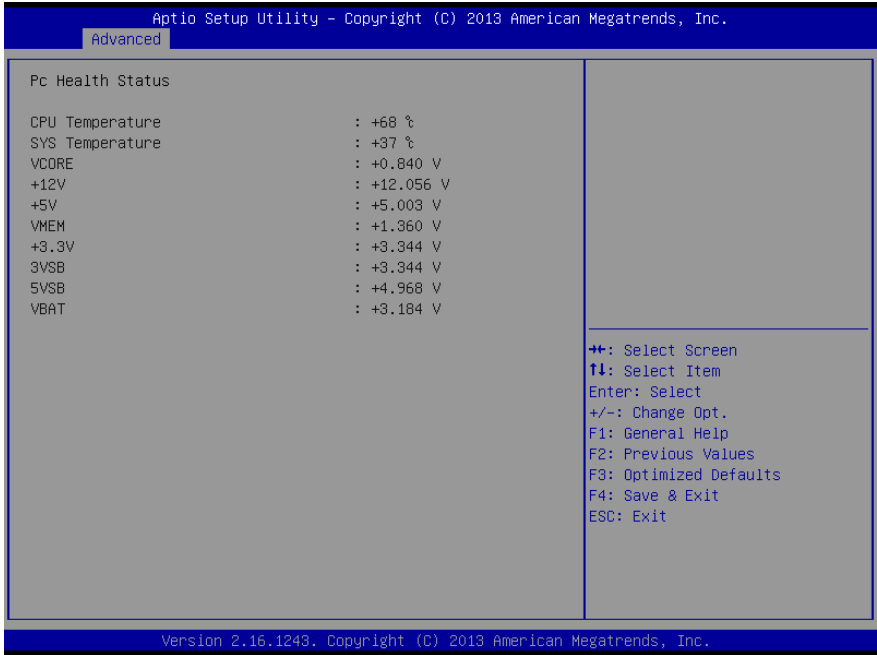 Aptio Setup Utility – Copyright (C) 2013 American Megatrends, Inc.
Advanced
Pc Health Status
CPU Temperature : +68 ℃
SYS Temperature : +37 ℃
VCORE : +0.840 V
+12V : +12.056 V
+5V : +5.003 V
VMEM : +1.360 V
+3.3V : +3.344 V
3VSB : +3.344 V
5VSB : +4.968 V
VBAT : +3.184 V
→←: Select Screen
↑↓: Select Item
Enter: Select
+/-: Change Opt.
F1: General Help
F2: Previous Values
F3: Optimized Defaults
F4: Save & Exit
ESC: Exit
Version 2.16.1243. Copyright (C) 2013 American Megatrends, Inc.